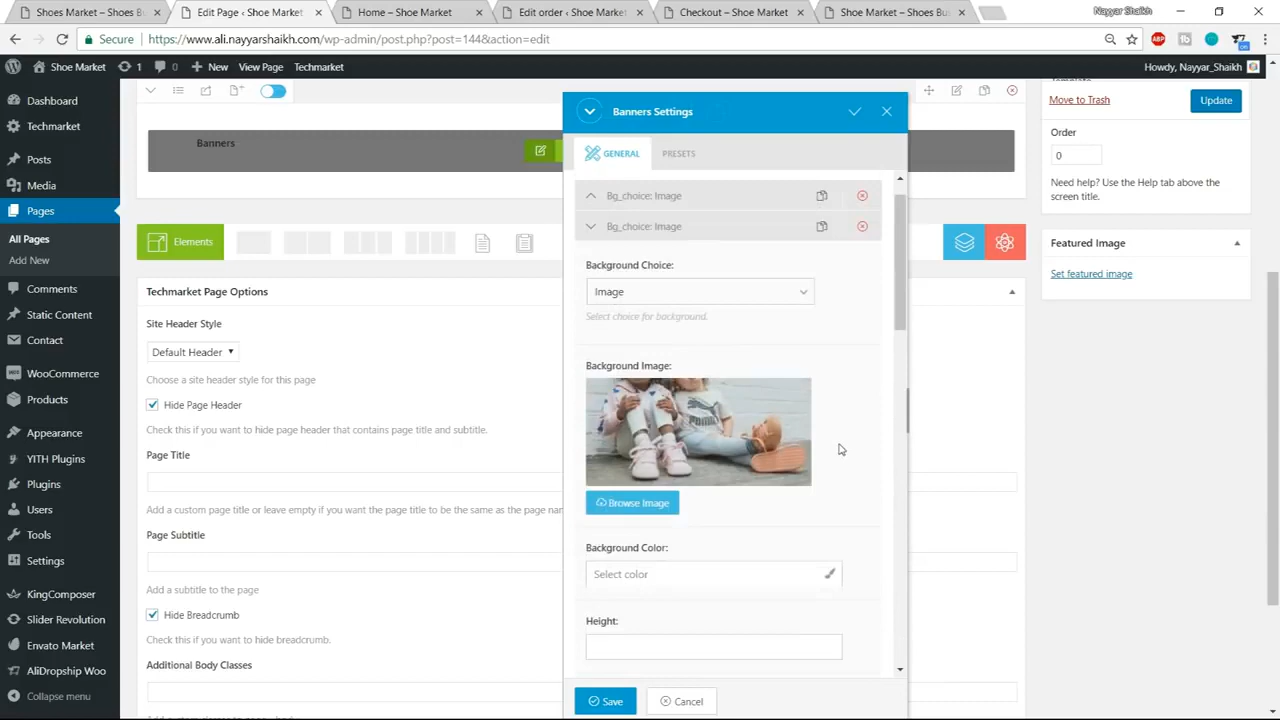 Shoes Market – Shoes B
Edit Page ‹ Shoe Market
Home – Shoe Market
Edit order ‹ Shoe Market
Checkout – Shoe Market
Shoe Market – Shoes Bu
Nayyar Shaikh
Secure
https://www.ali.nayyarshaikh.com/wp-admin/post.php?post=144&action=edit
ABP
on
Shoe Market
1
0
New
View Page
Techmarket
Howdy, Nayyar_Shaikh
Dashboard
Techmarket
Posts
Media
Pages
All Pages
Add New
Comments
Static Content
Contact
WooCommerce
Products
Appearance
YITH Plugins
Plugins
Users
Tools
Settings
KingComposer
Slider Revolution
Envato Market
AliDropship Woo
Collapse menu
Banners
Elements
Techmarket Page Options
Site Header Style
Default Header
Choose a site header style for this page
Hide Page Header
Check this if you want to hide page header that contains page title and subtitle.
Page Title
Add a custom page title or leave empty if you want the page title to be the same as the page nam
Page Subtitle
Add a subtitle to the page
Hide Breadcrumb
Check this if you want to hide breadcrumb.
Additional Body Classes
Banners Settings
GENERAL
PRESETS
Bg_choice: Image
Bg_choice: Image
Background Choice:
Image
Select choice for background.
Background Image:
Browse Image
Background Color:
Select color
Height:
Save
Cancel
Move to Trash
Update
Order
0
Need help? Use the Help tab above the
screen title.
Featured Image
Set featured image